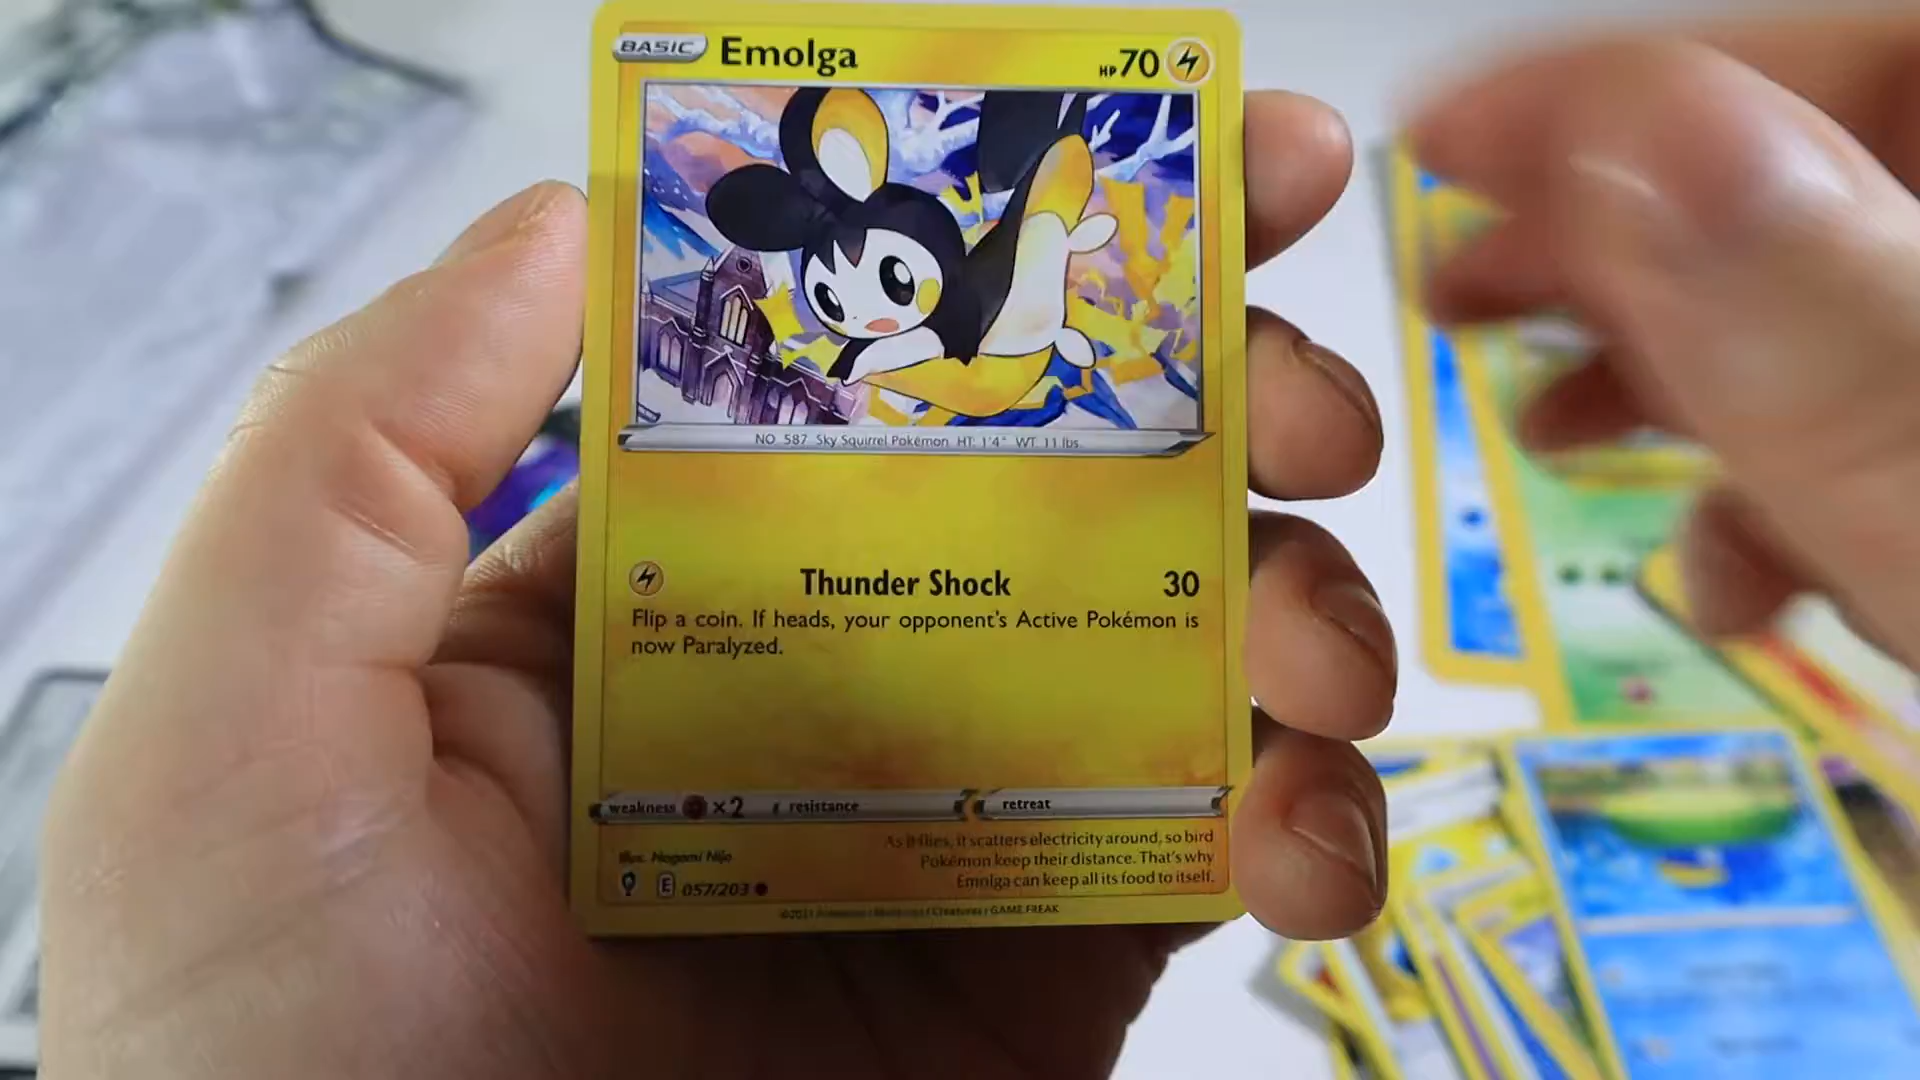 BASIC Emolga HP 70
NO. 587 Sky Squirrel Pokémon HT: 1'4" WT: 11 lbs.
Thunder Shock 30
Flip a coin. If heads, your opponent's Active Pokémon is
now Paralyzed.
weakness ×2 resistance retreat
As it flies, it scatters electricity around, so bird
Pokémon keep their distance. That's why
Emolga can keep all its food to itself.
Illus. Nagomi Nijo
E 057/203
©2021 Pokémon / Nintendo / Creatures / GAME FREAK